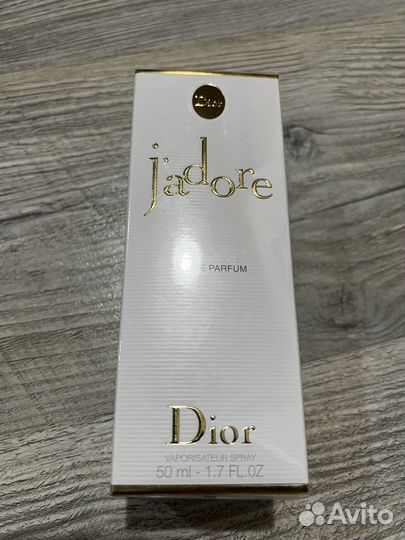 Dior
j'adore
PARFUM
Dior
VAPORISATEUR SPRAY
50 ml - 1.7 FL.OZ
Avito